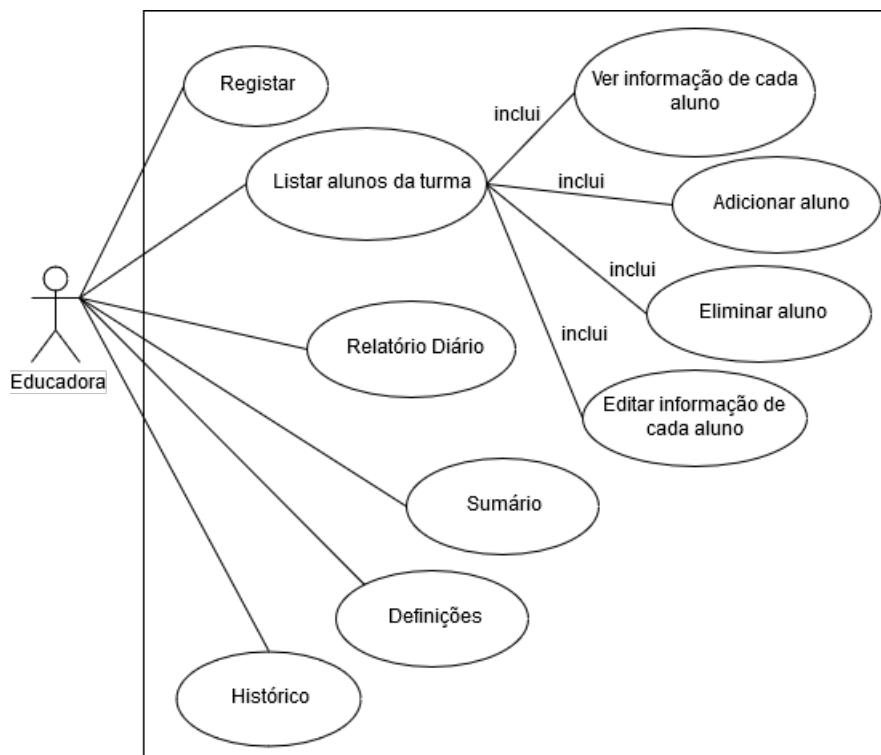 Registar
Ver informação de cada
aluno
inclui
Listar alunos da turma
inclui
Adicionar aluno
inclui
Eliminar aluno
Relatório Diário
inclui
Educadora
Editar informação de
cada aluno
Sumário
Definições
Histórico